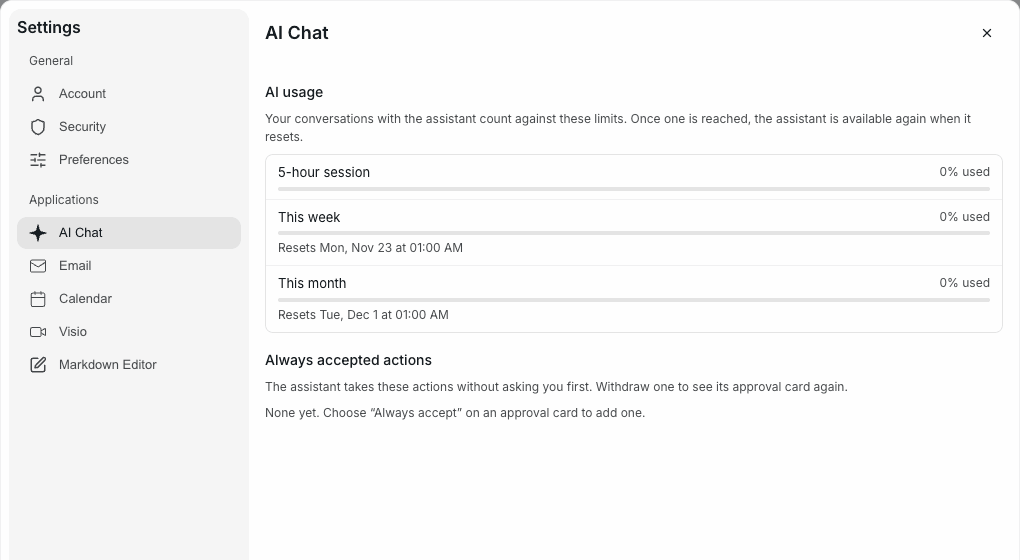 Settings
General
Account
Security
Preferences
Applications
AI Chat
Email
Calendar
Visio
Markdown Editor
AI Chat
AI usage
Your conversations with the assistant count against these limits. Once one is reached, the assistant is available again when it
resets.
5-hour session 0% used
This week 0% used
Resets Mon, Nov 23 at 01:00 AM
This month 0% used
Resets Tue, Dec 1 at 01:00 AM
Always accepted actions
The assistant takes these actions without asking you first. Withdraw one to see its approval card again.
None yet. Choose “Always accept” on an approval card to add one.